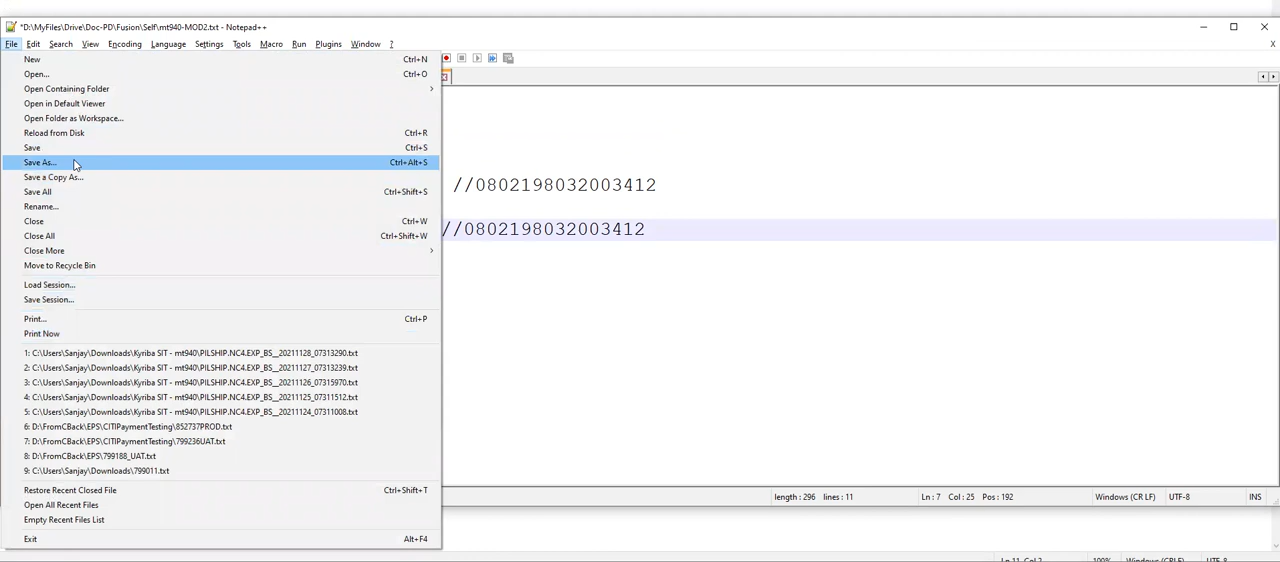 *D:\MyFiles\Drive\Doc-PD\Fusion\Self\mt940-MOD2.txt - Notepad++
File Edit Search View Encoding Language Settings Tools Macro Run Plugins Window ? X
New Ctrl+N
Open... Ctrl+O
Open Containing Folder
Open in Default Viewer
Open Folder as Workspace...
Reload from Disk Ctrl+R
Save Ctrl+S
Save As... Ctrl+Alt+S
Save a Copy As...
Save All Ctrl+Shift+S
Rename...
Close Ctrl+W
Close All Ctrl+Shift+W
Close More
Move to Recycle Bin
Load Session...
Save Session...
Print... Ctrl+P
Print Now
1: C:\Users\Sanjay\Downloads\Kyriba SIT - mt940\PILSHIP.NC4.EXP_BS__20211128_07313290.txt
2: C:\Users\Sanjay\Downloads\Kyriba SIT - mt940\PILSHIP.NC4.EXP_BS__20211127_07313239.txt
3: C:\Users\Sanjay\Downloads\Kyriba SIT - mt940\PILSHIP.NC4.EXP_BS__20211126_07315970.txt
4: C:\Users\Sanjay\Downloads\Kyriba SIT - mt940\PILSHIP.NC4.EXP_BS__20211125_07311512.txt
5: C:\Users\Sanjay\Downloads\Kyriba SIT - mt940\PILSHIP.NC4.EXP_BS__20211124_07311008.txt
6: D:\FromCBack\EPS\CITIPaymentTesting\852737PROD.txt
7: D:\FromCBack\EPS\CITIPaymentTesting\799236UAT.txt
8: D:\FromCBack\EPS\799188_UAT.txt
9: C:\Users\Sanjay\Downloads\799011.txt
Restore Recent Closed File Ctrl+Shift+T
Open All Recent Files
Empty Recent Files List
Exit Alt+F4
//0802198032003412
//0802198032003412
length : 296 lines : 11 Ln : 7 Col : 25 Pos : 192 Windows (CR LF) UTF-8 INS
Ln 11, Col 2 100% Windows (CRLF) UTF-8